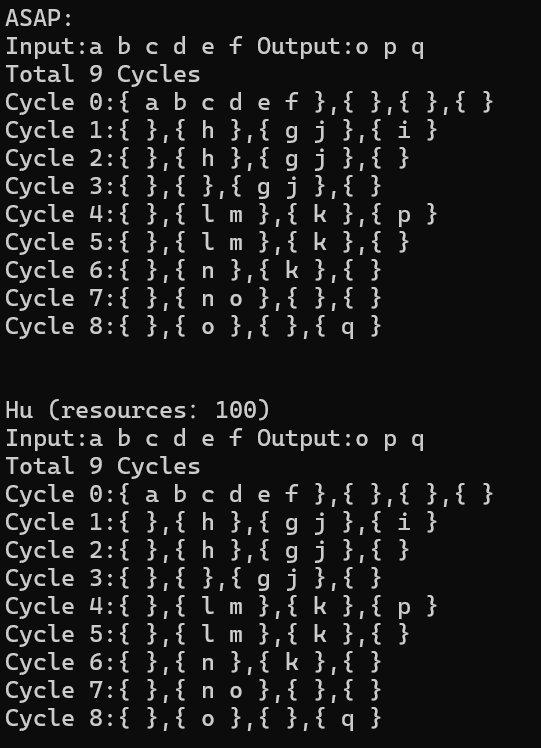 ASAP:
Input:a b c d e f Output:o p q
Total 9 Cycles
Cycle 0:{ a b c d e f },{ },{ },{ }
Cycle 1:{ },{ h },{ g j },{ i }
Cycle 2:{ },{ h },{ g j },{ }
Cycle 3:{ },{ },{ g j },{ }
Cycle 4:{ },{ l m },{ k },{ p }
Cycle 5:{ },{ l m },{ k },{ }
Cycle 6:{ },{ n },{ k },{ }
Cycle 7:{ },{ n o },{ },{ }
Cycle 8:{ },{ o },{ },{ q }
Hu (resources: 100)
Input:a b c d e f Output:o p q
Total 9 Cycles
Cycle 0:{ a b c d e f },{ },{ },{ }
Cycle 1:{ },{ h },{ g j },{ i }
Cycle 2:{ },{ h },{ g j },{ }
Cycle 3:{ },{ },{ g j },{ }
Cycle 4:{ },{ l m },{ k },{ p }
Cycle 5:{ },{ l m },{ k },{ }
Cycle 6:{ },{ n },{ k },{ }
Cycle 7:{ },{ n o },{ },{ }
Cycle 8:{ },{ o },{ },{ q }